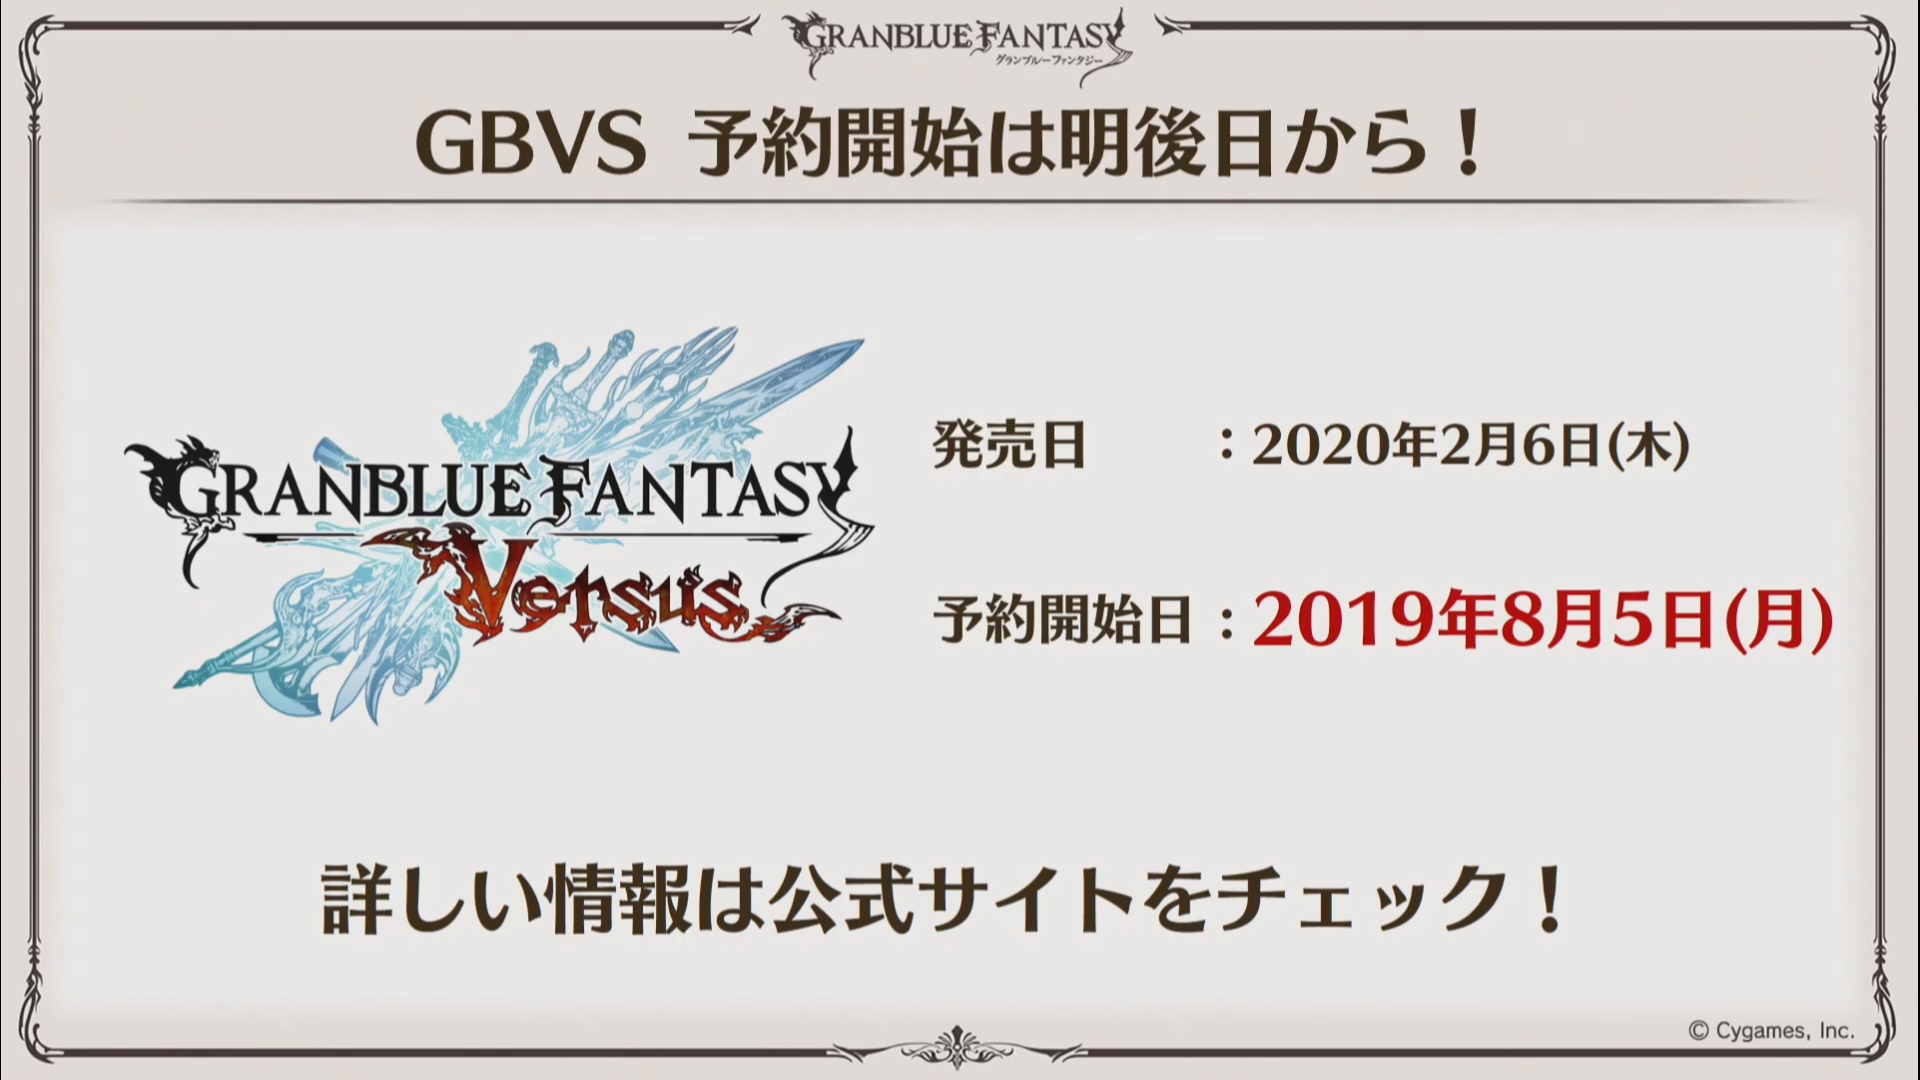 GRANBLUE FANTASY
グランブルーファンタジー
GBVS 予約開始は明後日から！
GRANBLUE FANTASY
Versus
発売日 ：2020年2月6日(木)
予約開始日：2019年8月5日(月)
詳しい情報は公式サイトをチェック！
© Cygames, Inc.